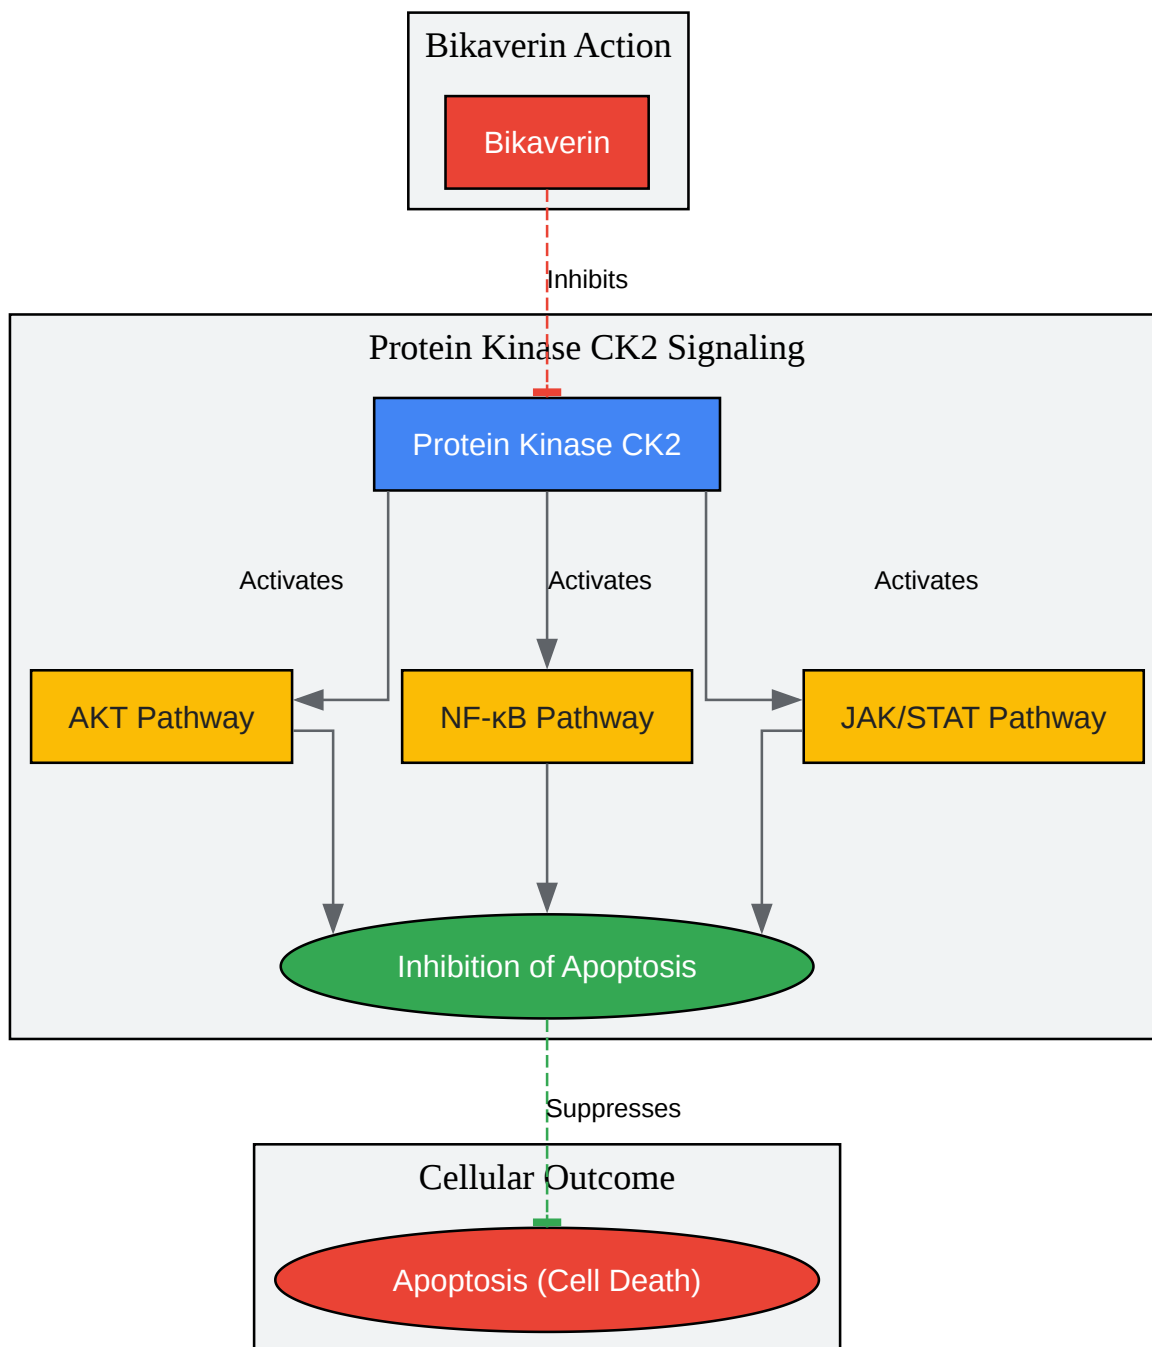 Bikaverin Action
Bikaverin
Inhibits
Protein Kinase CK2 Signaling
Protein Kinase CK2
Activates
Activates
Activates
AKT Pathway
NF-κB Pathway
JAK/STAT Pathway
Inhibition of Apoptosis
Suppresses
Cellular Outcome
Apoptosis (Cell Death)